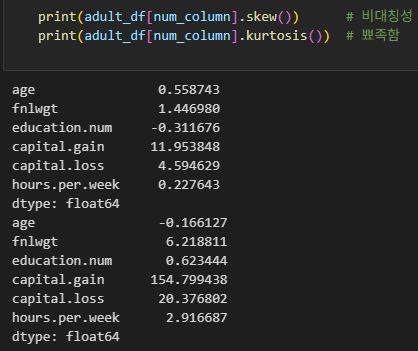 print(adult_df[num_column].skew())       # 비대칭성
print(adult_df[num_column].kurtosis())  # 뾰족함
age               0.558743
fnlwgt            1.446980
education.num    -0.311676
capital.gain     11.953848
capital.loss      4.594629
hours.per.week    0.227643
dtype: float64
age               -0.166127
fnlwgt             6.218811
education.num      0.623444
capital.gain     154.799438
capital.loss      20.376802
hours.per.week     2.916687
dtype: float64